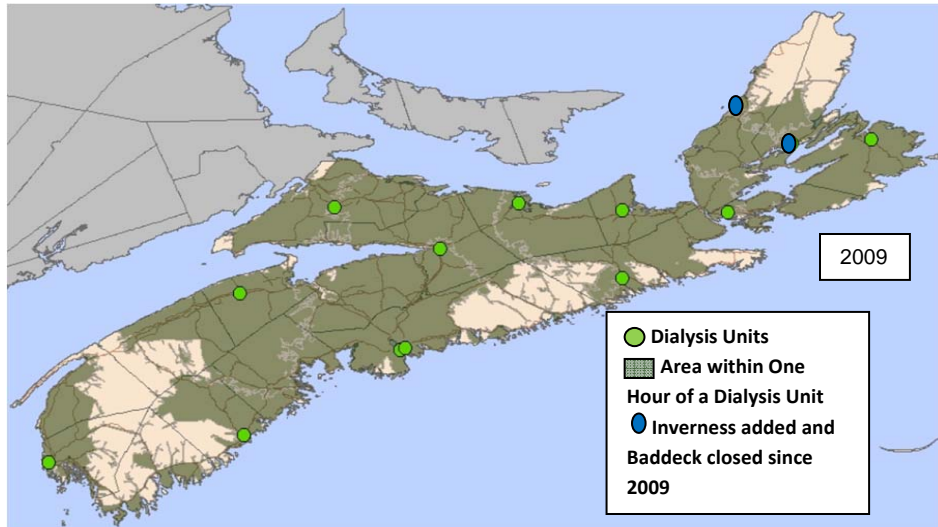 2009
Dialysis Units
Area within One
Hour of a Dialysis Unit
Inverness added and
Baddeck closed since
2009